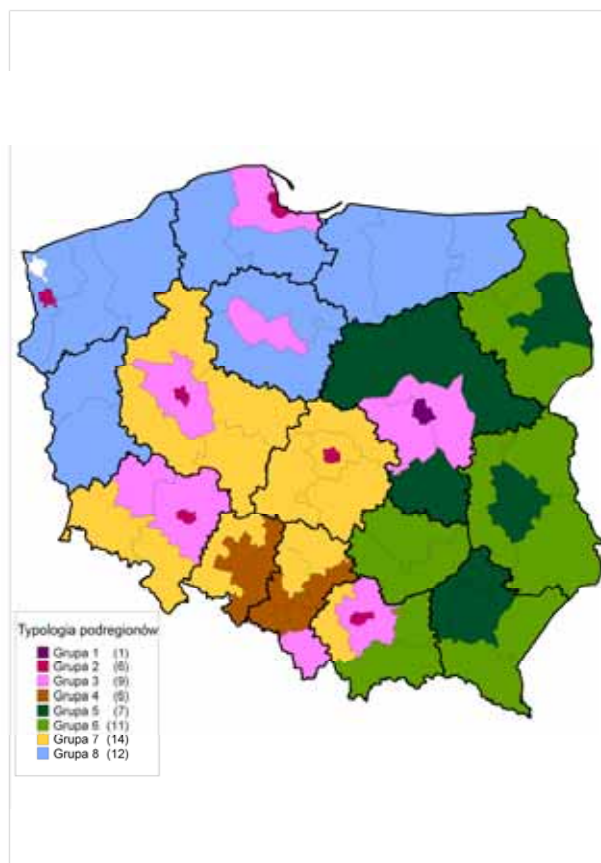 Typologia podregionów
Grupa 1 (1)
Grupa 2 (6)
Grupa 3 (9)
Grupa 4 (6)
Grupa 5 (7)
Grupa 6 (11)
Grupa 7 (14)
Grupa 8 (12)